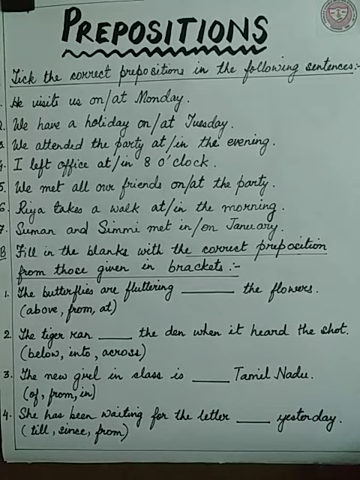 PREPOSITIONS
Tick the correct prepositions in the following sentences:-
1. He visits us on/at Monday.
2. We have a holiday on/at Tuesday.
3. We attended the party at/in the evening.
4. I left office at/in 8 o'clock.
5. We met all our friends on/at the party.
6. Riya takes a walk at/in the morning.
7. Suman and Simmi met in/on January.
B Fill in the blanks with the correct preposition
from those given in brackets:-
1. The butterflies are fluttering ______ the flowers.
(above, from, at)
2. The tiger ran ____ the den when it heard the shot.
(below, into, across)
3. The new girl in class is ____ Tamil Nadu.
(of, from, in)
4. She has been waiting for the letter ____ yesterday.
(till, since, from)